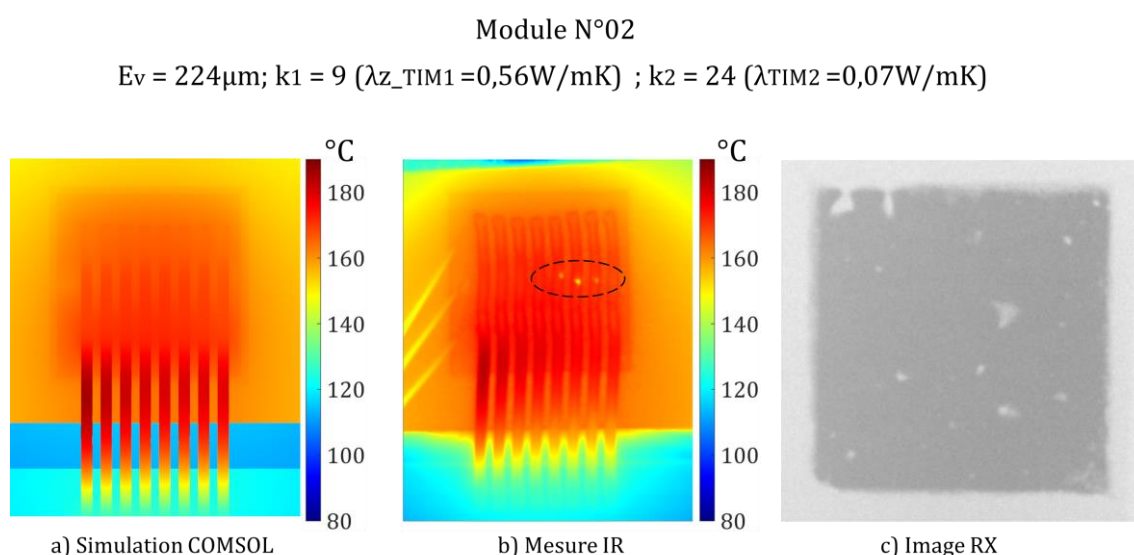 Module N°02
Ev = 224μm; k1 = 9 (λz_TIM1 =0,56W/mK) ; k2 = 24 (λTIM2 =0,07W/mK)
°C
180
160
140
120
100
80
°C
180
160
140
120
100
80
a) Simulation COMSOL
b) Mesure IR
c) Image RX